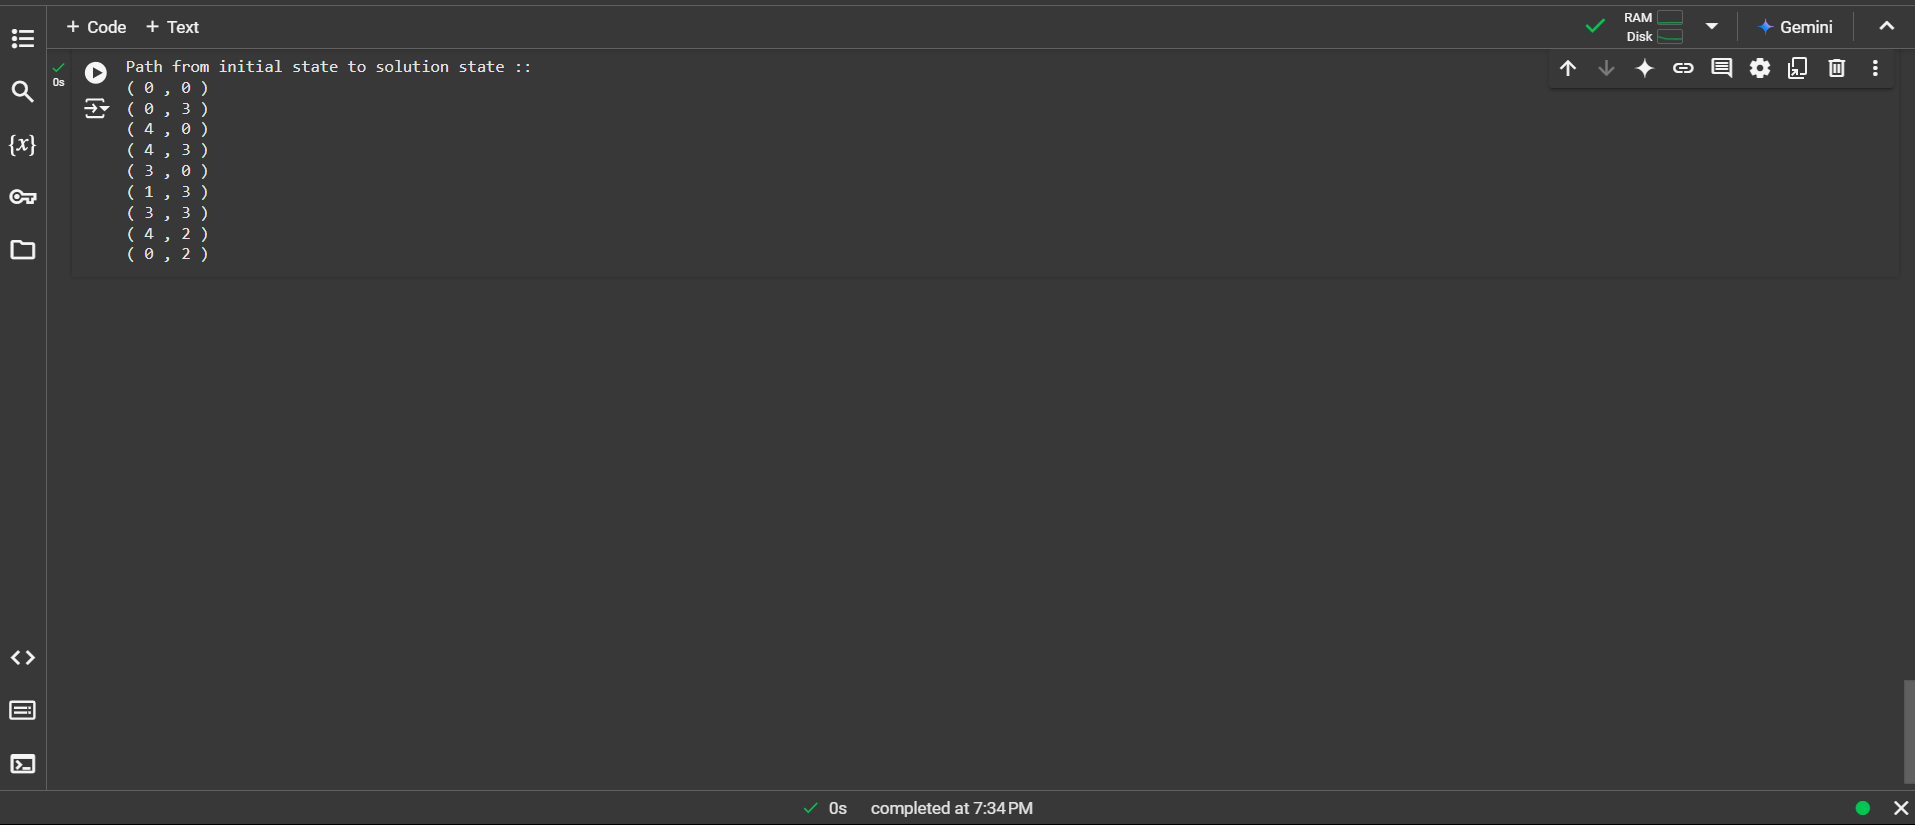 + Code + Text
RAM
Disk
Gemini
0s
Path from initial state to solution state ::
( 0 , 0 )
( 0 , 3 )
( 4 , 0 )
( 4 , 3 )
( 3 , 0 )
( 1 , 3 )
( 3 , 3 )
( 4 , 2 )
( 0 , 2 )
{x}
0s completed at 7:34 PM